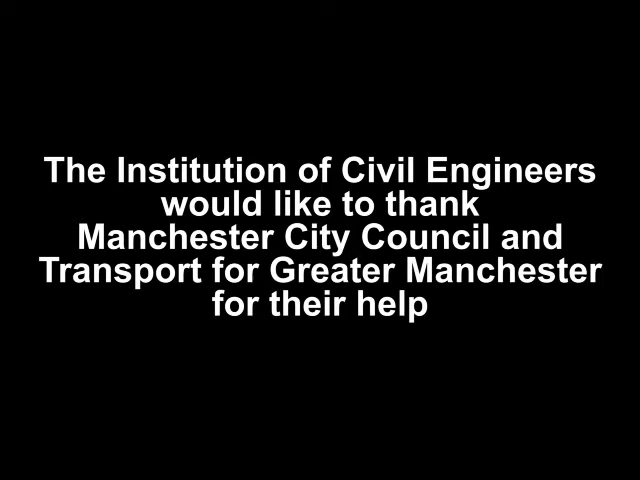 The Institution of Civil Engineers
would like to thank
Manchester City Council and
Transport for Greater Manchester
for their help